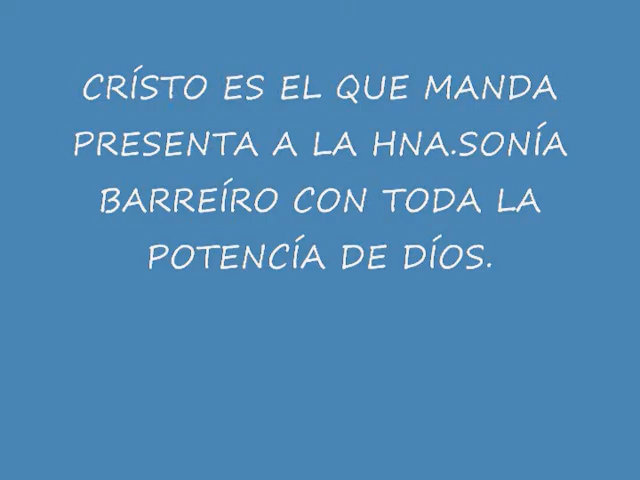 CRÍSTO ES EL QUE MANDA
PRESENTA A LA HNA.SONÍA
BARREÍRO CON TODA LA
POTENCÍA DE DÍOS.